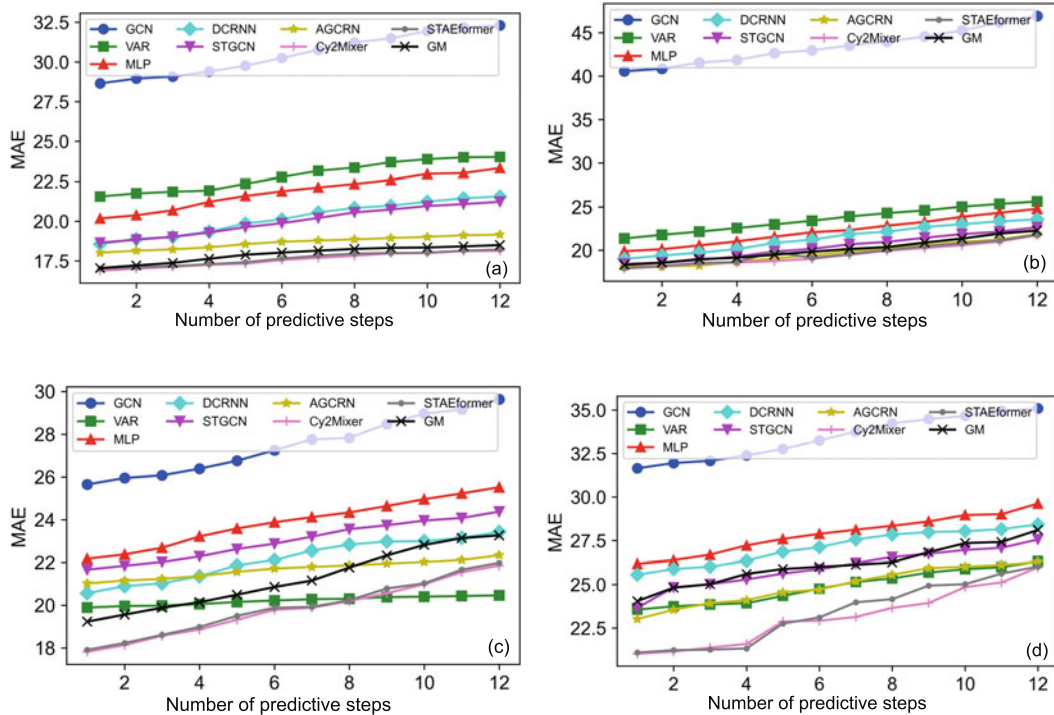 32.5
30.0
27.5
25.0
22.5
20.0
17.5
MAE
GCN
VAR
MLP
DCRNN
STGCN
AGCRN
Cy2Mixer
STAEformer
GM
(a)
2 4 6 8 10 12
Number of predictive steps
45
40
35
30
25
20
MAE
GCN
VAR
MLP
DCRNN
STGCN
AGCRN
Cy2Mixer
STAEformer
GM
(b)
2 4 6 8 10 12
Number of predictive steps
30
28
26
24
22
20
18
MAE
GCN
VAR
MLP
DCRNN
STGCN
AGCRN
Cy2Mixer
STAEformer
GM
(c)
2 4 6 8 10 12
Number of predictive steps
35.0
32.5
30.0
27.5
25.0
22.5
MAE
GCN
VAR
MLP
DCRNN
STGCN
AGCRN
Cy2Mixer
STAEformer
GM
(d)
2 4 6 8 10 12
Number of predictive steps